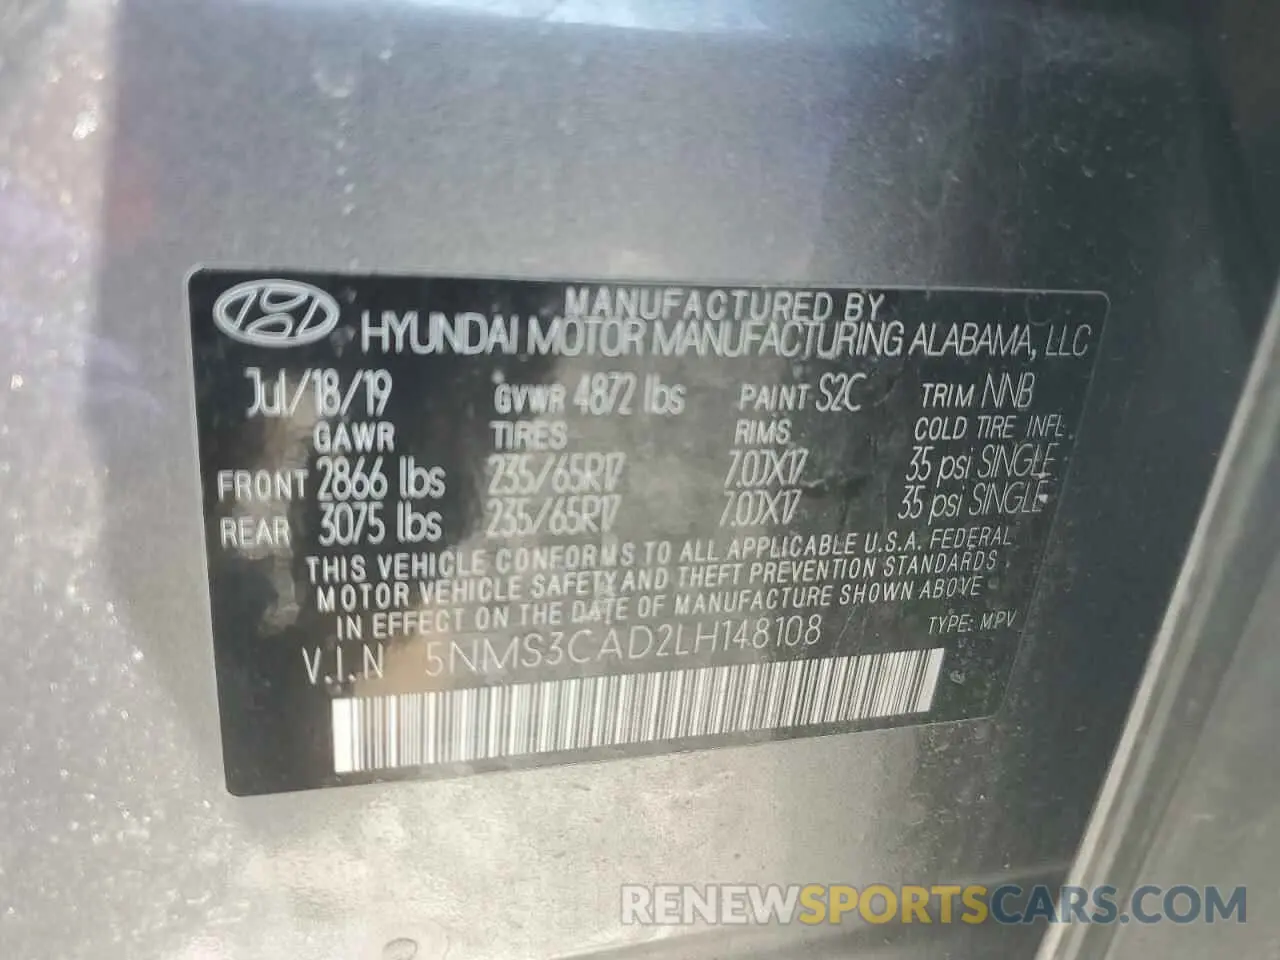 MANUFACTURED BY
HYUNDAI MOTOR MANUFACTURING ALABAMA, LLC
Jul/18/19 GVWR 4872 lbs PAINT S2C TRIM NNB
GAWR TIRES RIMS COLD TIRE INFL.
FRONT 2866 lbs 235/65R17 7.0JX17 35 psi SINGLE
REAR 3075 lbs 235/65R17 7.0JX17 35 psi SINGLE
THIS VEHICLE CONFORMS TO ALL APPLICABLE U.S.A. FEDERAL
MOTOR VEHICLE SAFETY AND THEFT PREVENTION STANDARDS
IN EFFECT ON THE DATE OF MANUFACTURE SHOWN ABOVE
V.I.N 5NMS3CAD2LH148108 TYPE: MPV
RENEWSPORTSCARS.COM